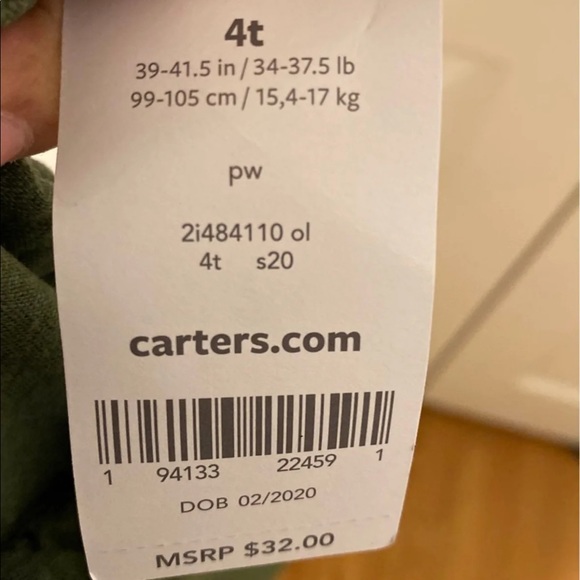 4t
39-41.5 in / 34-37.5 lb
99-105 cm / 15,4-17 kg
pw
2i484110 ol
4t s20
carters.com
1 94133 22459 1
DOB 02/2020
MSRP $32.00